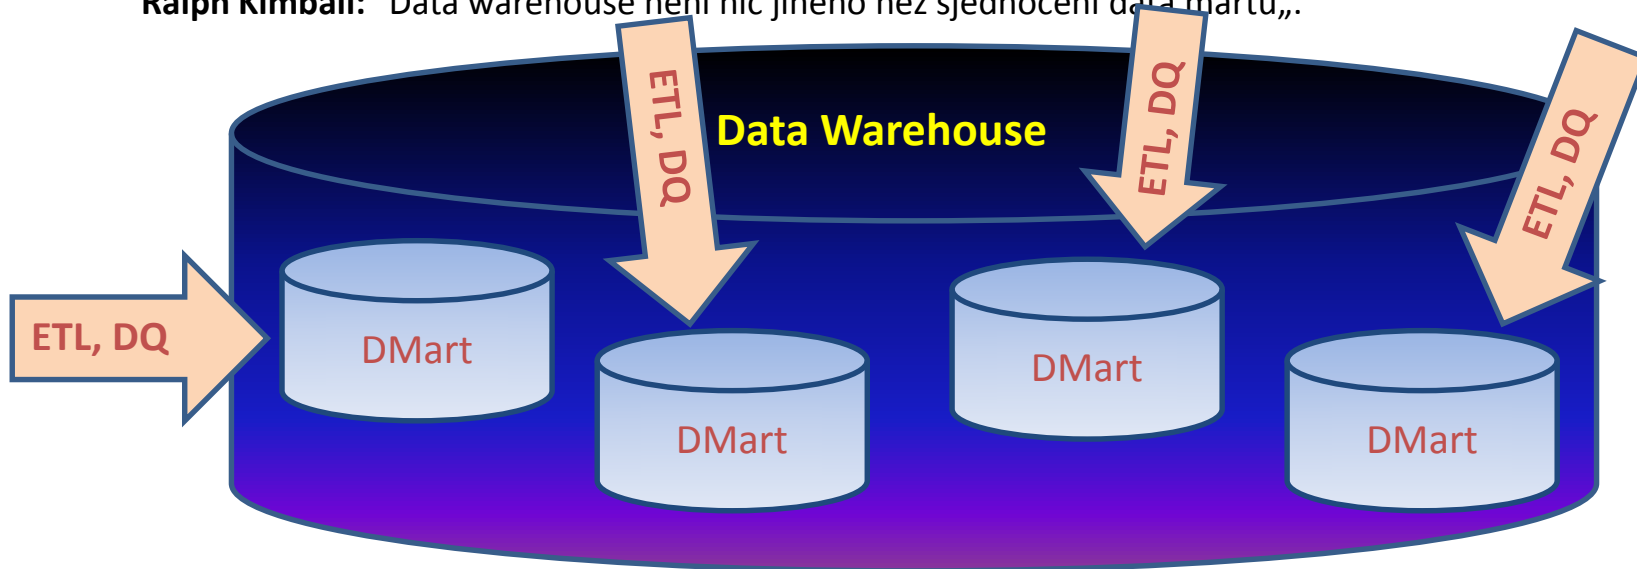 Ralph Kimball: "Data warehouse není nic jiného než sjednocení data martů„.
ETL, DQ
ETL, DQ
ETL, DQ
Data Warehouse
ETL, DQ
DMart
DMart
DMart
DMart